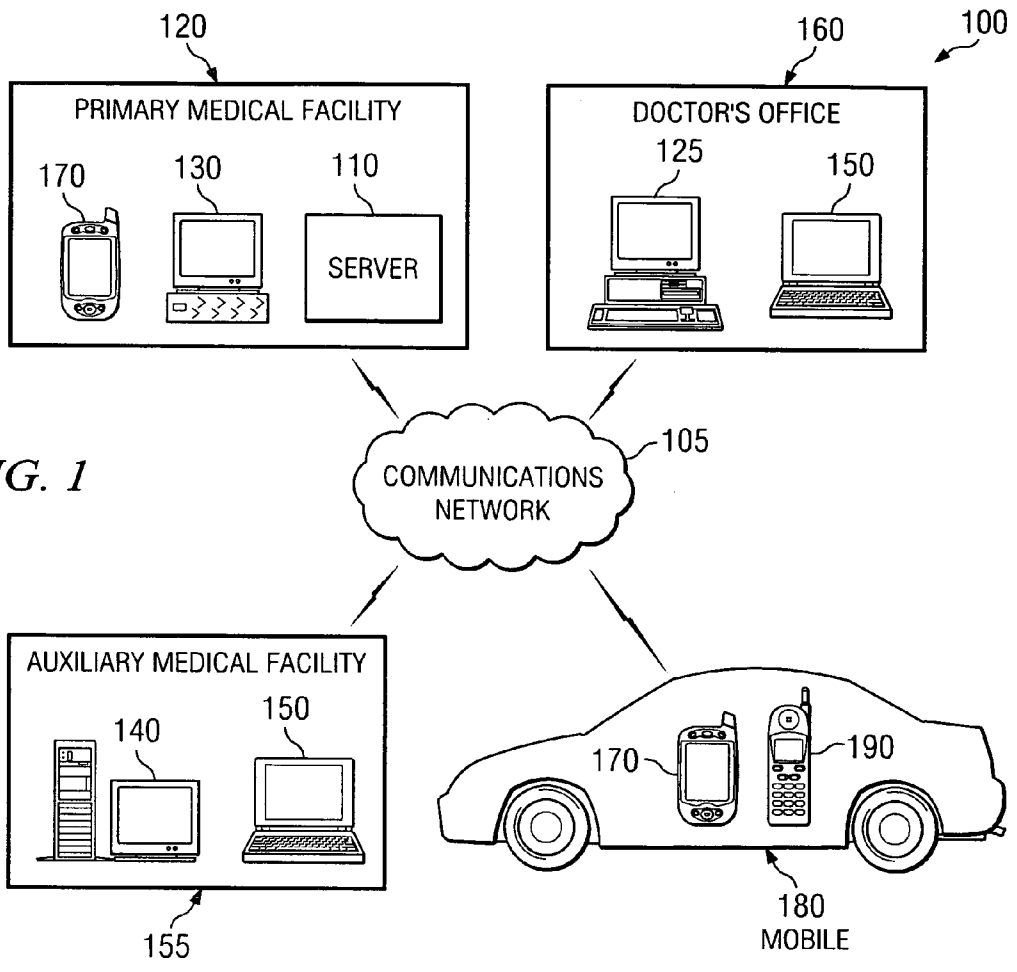 120
160
100
PRIMARY MEDICAL FACILITY
170
130
110
SERVER
DOCTOR'S OFFICE
125
150
COMMUNICATIONS
NETWORK
105
G. 1
AUXILIARY MEDICAL FACILITY
140
150
155
170
190
180
MOBILE